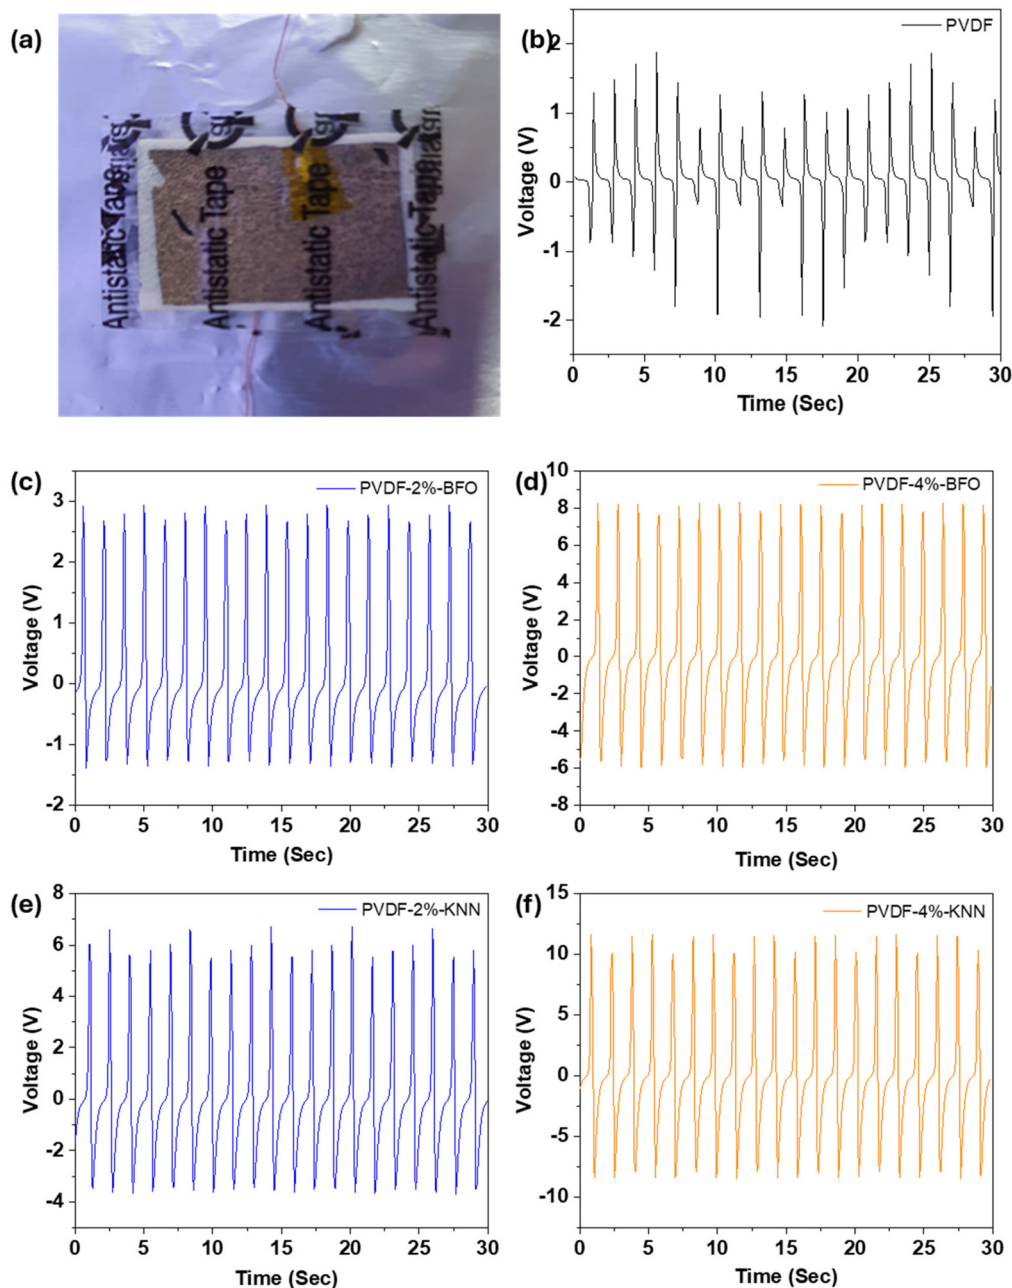 (a)
Antistatic Tape
Antistatic Tape
Antistatic Tape
Antistatic Tape
(b)
PVDF
2
1
0
-1
-2
Voltage (V)
0 5 10 15 20 25 30
Time (Sec)
(c)
PVDF-2%-BFO
3
2
1
0
-1
-2
Voltage (V)
0 5 10 15 20 25 30
Time (Sec)
(d)
PVDF-4%-BFO
10
8
6
4
2
0
-2
-4
-6
-8
Voltage (V)
0 5 10 15 20 25 30
Time (Sec)
(e)
PVDF-2%-KNN
8
6
4
2
0
-2
-4
Voltage (V)
0 5 10 15 20 25 30
Time (Sec)
(f)
PVDF-4%-KNN
15
10
5
0
-5
-10
Voltage (V)
0 5 10 15 20 25 30
Time (Sec)